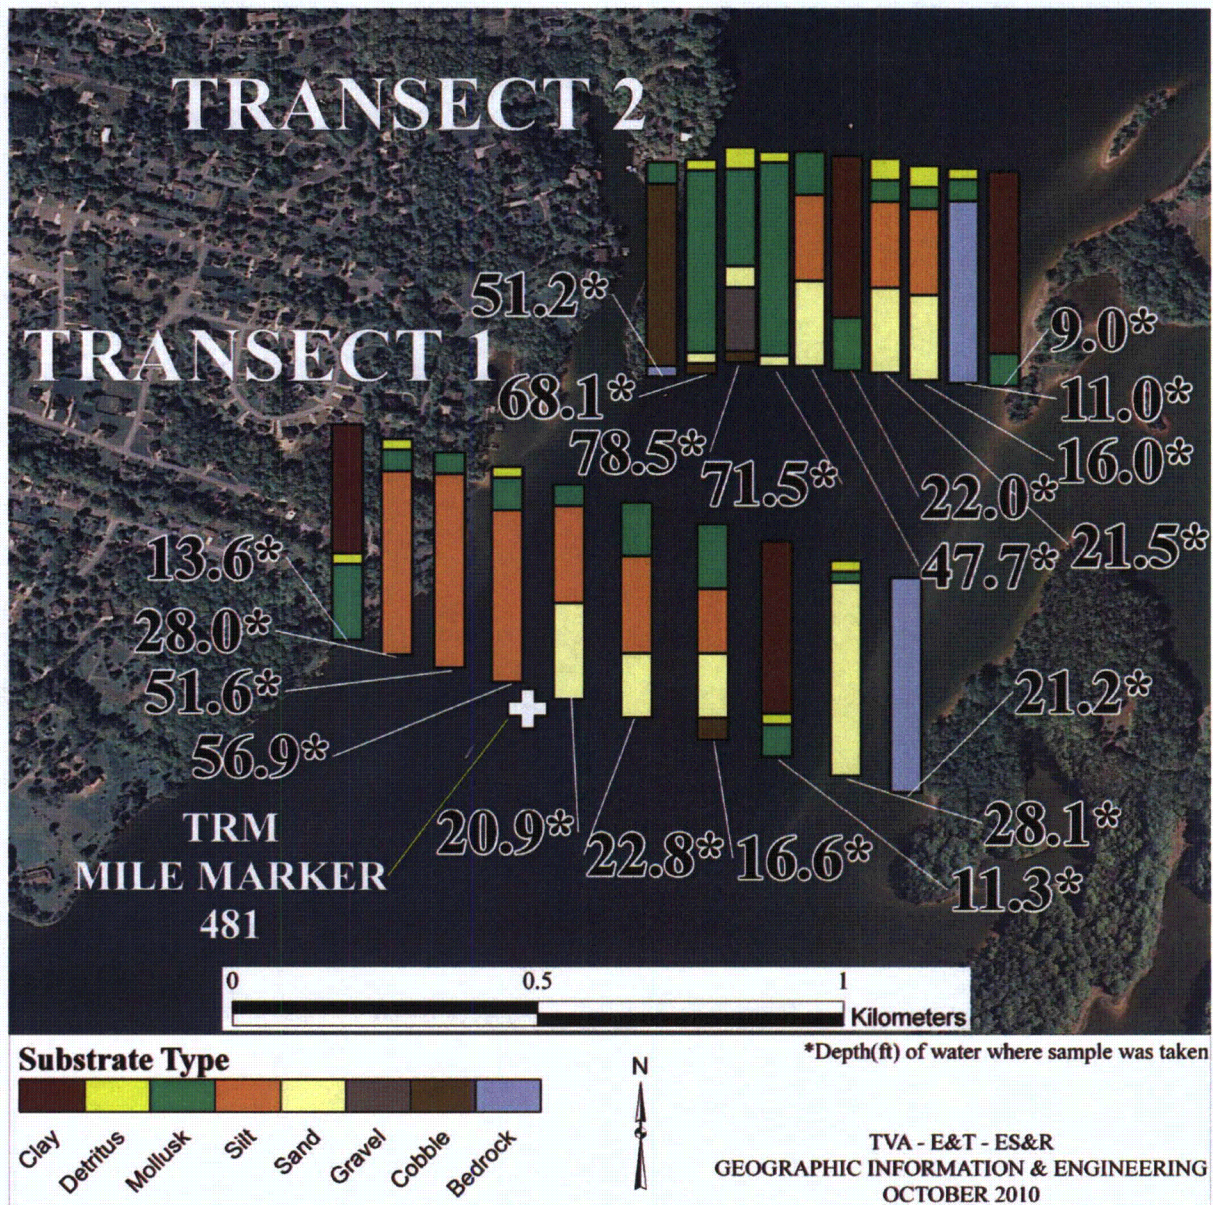 TRANSECT 2
51.2*
TRANSECT 1
9.0*
68.1*
11.0*
78.5*
71.5*
16.0*
22.0*
21.5*
47.7*
13.6*
28.0*
51.6*
56.9*
21.2*
20.9*
22.8*
16.6*
28.1*
11.3*
TRM
MILE MARKER
481
0 0.5 1
Kilometers
Substrate Type
*Depth(ft) of water where sample was taken
N
Clay
Detritus
Mollusk
Silt
Sand
Gravel
Cobble
Bedrock
TVA - E&T - ES&R
GEOGRAPHIC INFORMATION & ENGINEERING
OCTOBER 2010